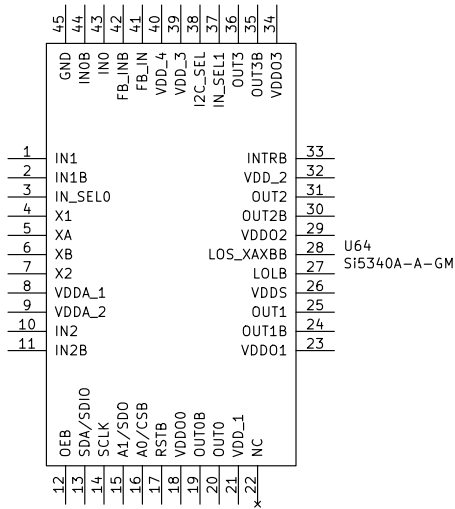 45 44 43 42 41 40 39 38 37 36 35 34
GND IN0B IN0 FB_INB FB_IN VDD_4 VDD_3 I2C_SEL IN_SEL1 OUT3 OUT3B VDDO3
1 IN1 INTRB 33
2 IN1B VDD_2 32
3 IN_SEL0 OUT2 31
4 X1 OUT2B 30
5 XA VDDO2 29
6 XB LOS_XAXBB 28
U64
7 X2 LOLB 27
Si5340A-A-GM
8 VDDA_1 VDDS 26
9 VDDA_2 OUT1 25
10 IN2 OUT1B 24
11 IN2B VDDO1 23
OEB SDA/SDIO SCLK A1/SDO A0/CSB RSTB VDDO0 OUT0B OUT0 VDD_1 NC
12 13 14 15 16 17 18 19 20 21 22